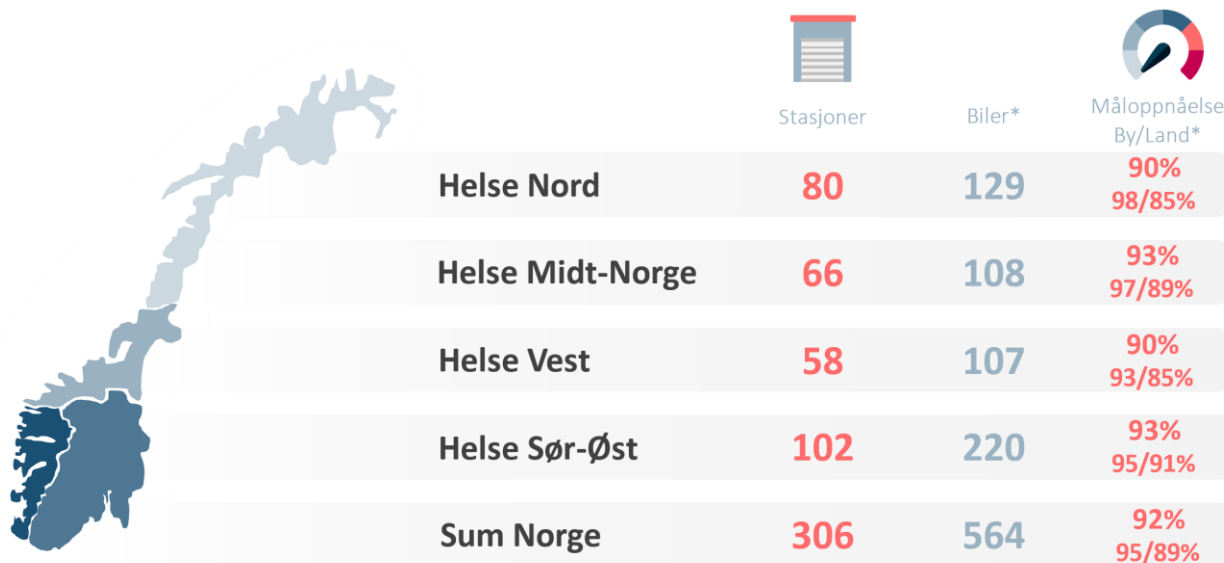 Stasjoner
Biler*
Måloppnåelse
By/Land*
Helse Nord
80
129
90%
98/85%
Helse Midt-Norge
66
108
93%
97/89%
Helse Vest
58
107
90%
93/85%
Helse Sør-Øst
102
220
93%
95/91%
Sum Norge
306
564
92%
95/89%